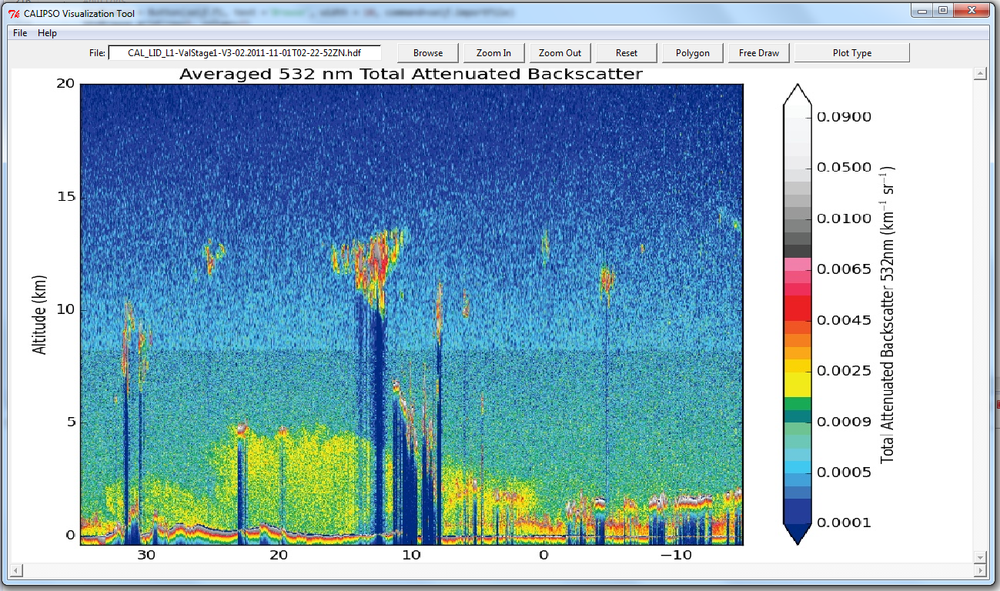 CALIPSO Visualization Tool
File Help
File: CAL_LID_L1-ValStage1-V3-02.2011-11-01T02-22-52ZN.hdf Browse Zoom In Zoom Out Reset Polygon Free Draw Plot Type
Averaged 532 nm Total Attenuated Backscatter
20
15
10
5
0
Altitude (km)
30 20 10 0 −10
0.0900
0.0500
0.0100
0.0065
0.0045
0.0025
0.0009
0.0005
0.0001
Total Attenuated Backscatter 532nm (km⁻¹ sr⁻¹)